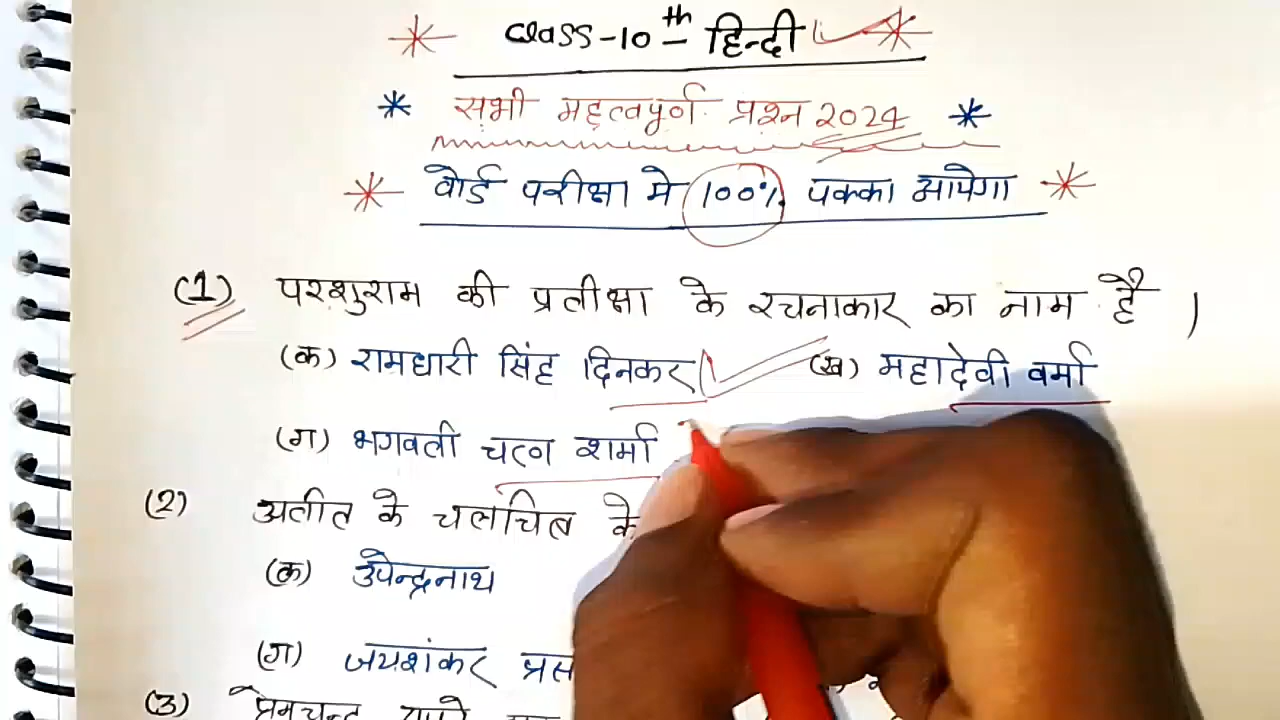 class-10th हिन्दी
सभी महत्वपूर्ण प्रश्न 2024
बोर्ड परीक्षा मे 100% पक्का आयेगा
(1) परशुराम की प्रतीक्षा के रचनाकार का नाम है ।
(क) रामधारी सिंह दिनकर (ख) महादेवी वर्मा
(ग) भगवती चरण शर्मा
(2) अतीत के चलचित्र के
(क) उपेन्द्रनाथ
(ग) जयशंकर
(3) प्रेमचन्द